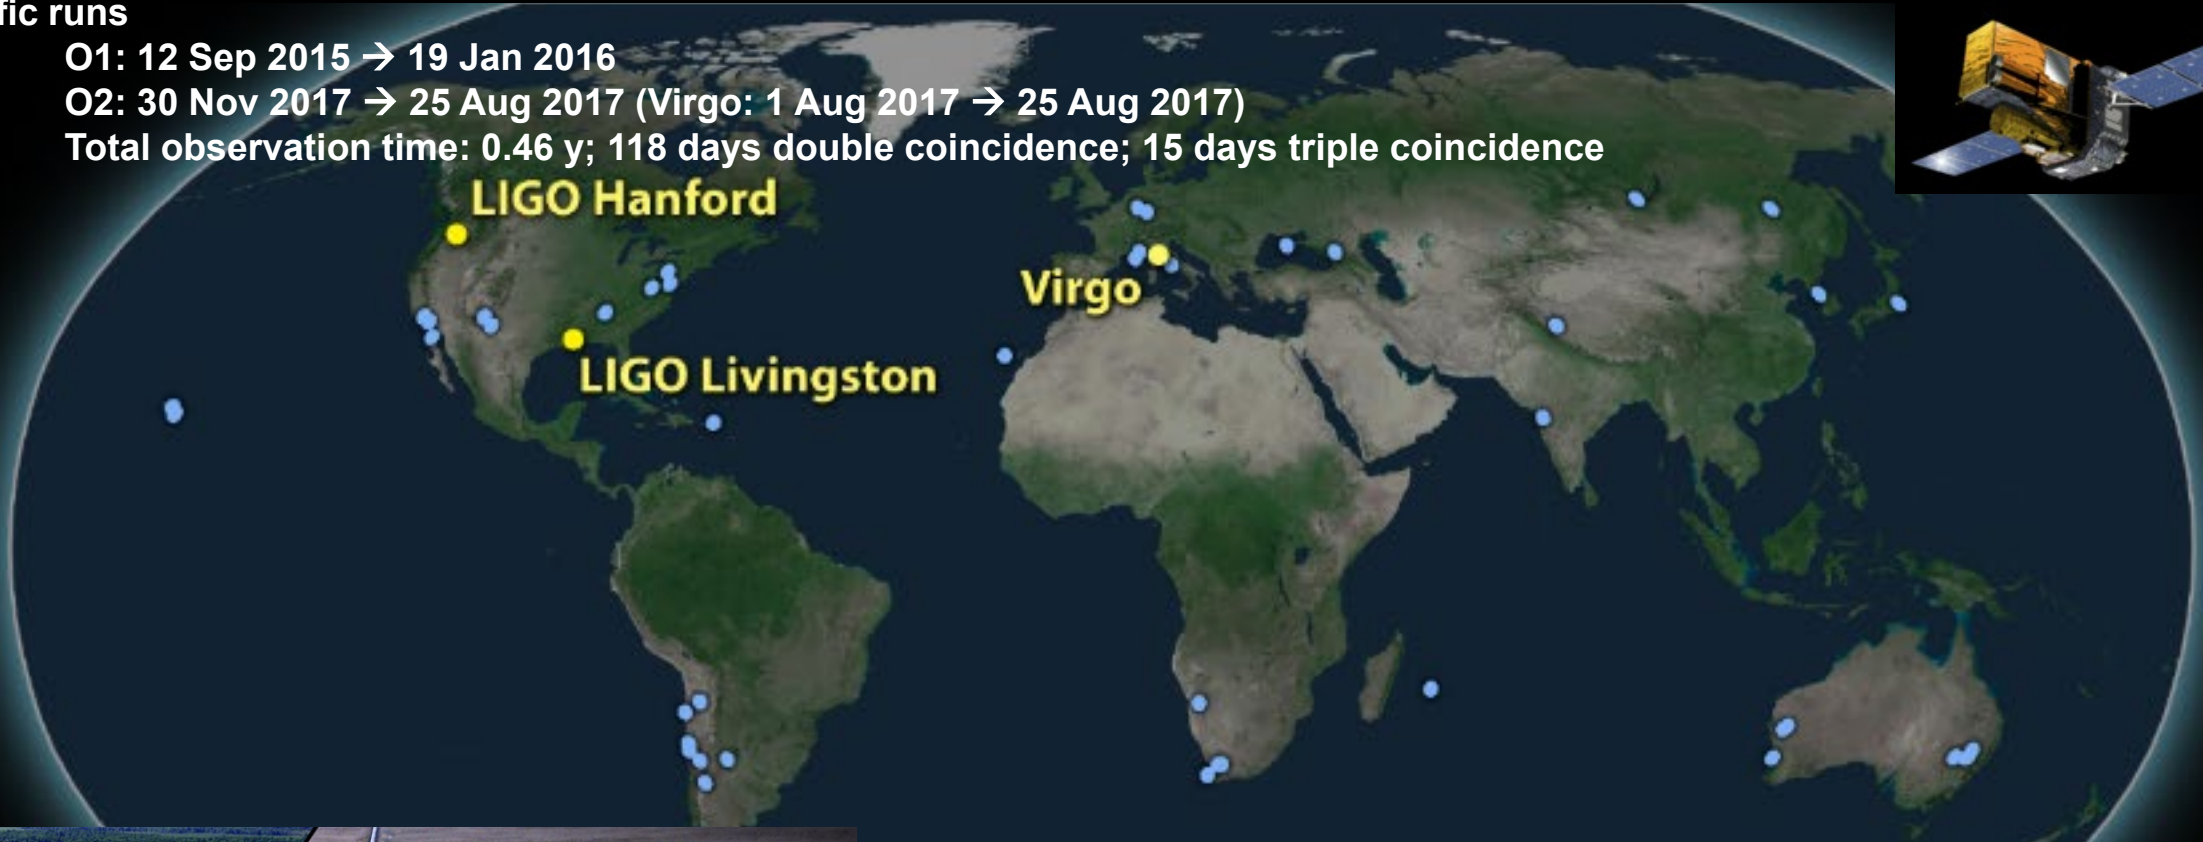 fic runs
O1: 12 Sep 2015 → 19 Jan 2016
O2: 30 Nov 2017 → 25 Aug 2017 (Virgo: 1 Aug 2017 → 25 Aug 2017)
Total observation time: 0.46 y; 118 days double coincidence; 15 days triple coincidence
LIGO Hanford
Virgo
LIGO Livingston